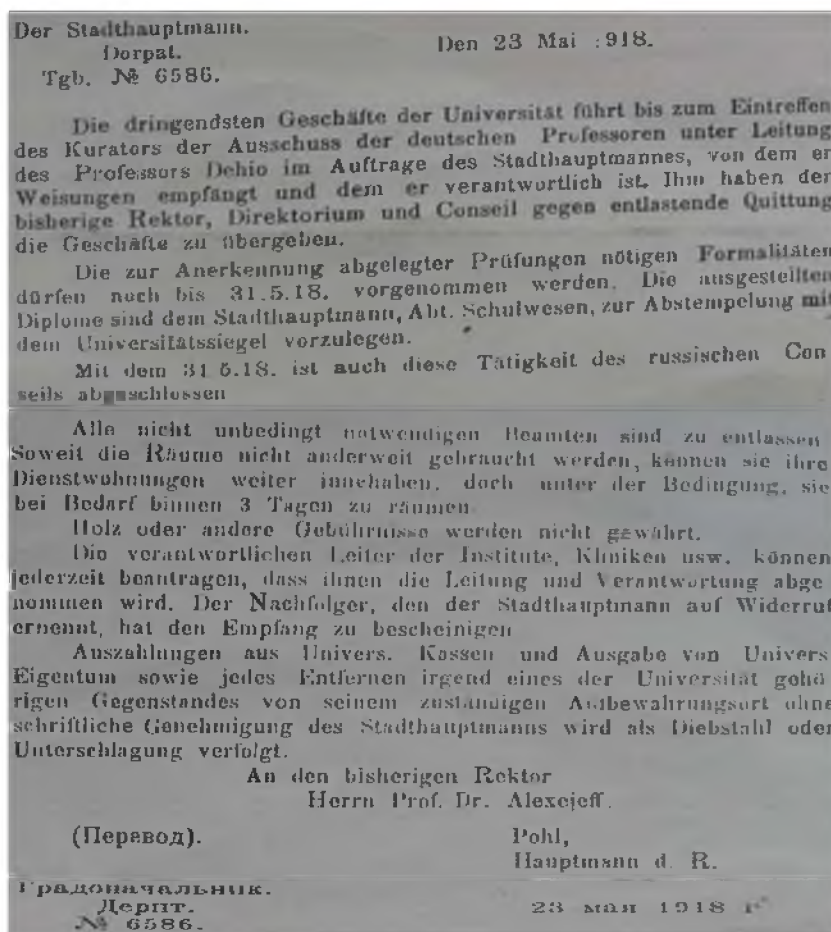 Der Stadthauptmann.
Dorpat.
Den 23 Mai :918.
Tgb. № 6586.
Die dringendsten Geschäfte der Universität führt bis zum Eintreffen
des Kurators der Ausschuss der deutschen Professoren unter Leitung
des Professors Dehio im Auftrage des Stadthauptmannes, von dem er
Weisungen empfängt und dem er verantwortlich ist. Ihm haben der
bisherige Rektor, Direktorium und Conseil gegen entlastende Quittung
die Geschäfte zu übergeben.
Die zur Anerkennung abgelegter Prüfungen nötigen Formalitäten
dürfen noch bis 31.5.18. vorgenommen werden. Die ausgestellten
Diplome sind dem Stadthauptmann, Abt. Schulwesen, zur Abstempelung mit
dem Universitätssiegel vorzulegen.
Mit dem 31.5.18. ist auch diese Tätigkeit des russischen Con
seils abgeschlossen
Alle nicht unbedingt notwendigen Beamten sind zu entlassen
Soweit die Räume nicht anderweit gebraucht werden, können sie ihre
Dienstwohnungen weiter innehaben, doch unter der Bedingung, sie
bei Bedarf binnen 3 Tagen zu räumen
Holz oder andere Gebührnisse werden nicht gewährt.
Die verantwortlichen Leiter der Institute, Kliniken usw. können
jederzeit beantragen, dass ihnen die Leitung und Verantwortung abge
nommen wird. Der Nachfolger, den der Stadthauptmann auf Widerruf
ernennt, hat den Empfang zu bescheinigen
Auszahlungen aus Univers. Kassen und Ausgabe von Univers
Eigentum sowie jedes Entfernen irgend eines der Universität gehö
rigen Gegenstandes von seinem zuständigen Aufbewahrungsort ohne
schriftliche Genehmigung des Stadthauptmanns wird als Diebstahl oder
Unterschlagung verfolgt.
An den bisherigen Rektor
Herrn Prof. Dr. Alexejeff.
(Перевод).
Pohl,
Hauptmann d. R.
Градоначальник.
Дерпт.
23 мая 1918 г
№ 6586.